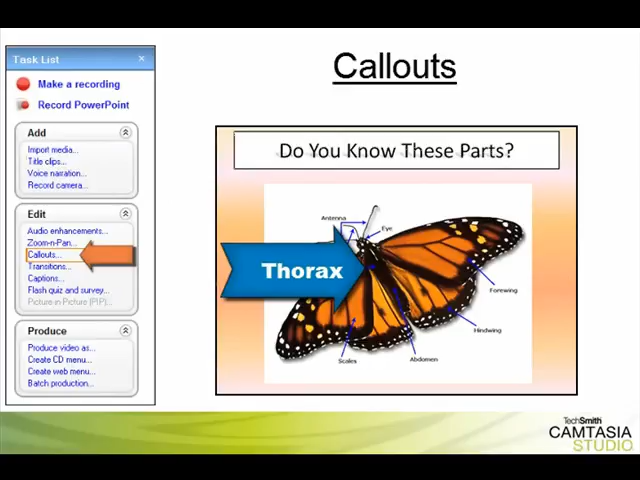 Callouts
Task List
Make a recording
Record PowerPoint
Add
Import media...
Title clips...
Voice narration...
Record camera...
Edit
Audio enhancements...
Zoom-n-Pan...
Callouts...
Transitions...
Captions...
Flash quiz and survey...
Picture in Picture (PIP)...
Produce
Produce video as...
Create CD menu...
Create web menu...
Batch production...
Do You Know These Parts?
Antenna
Eye
Thorax
Forewing
Hindwing
Abdomen
Scales
TechSmith
CAMTASIA
STUDIO